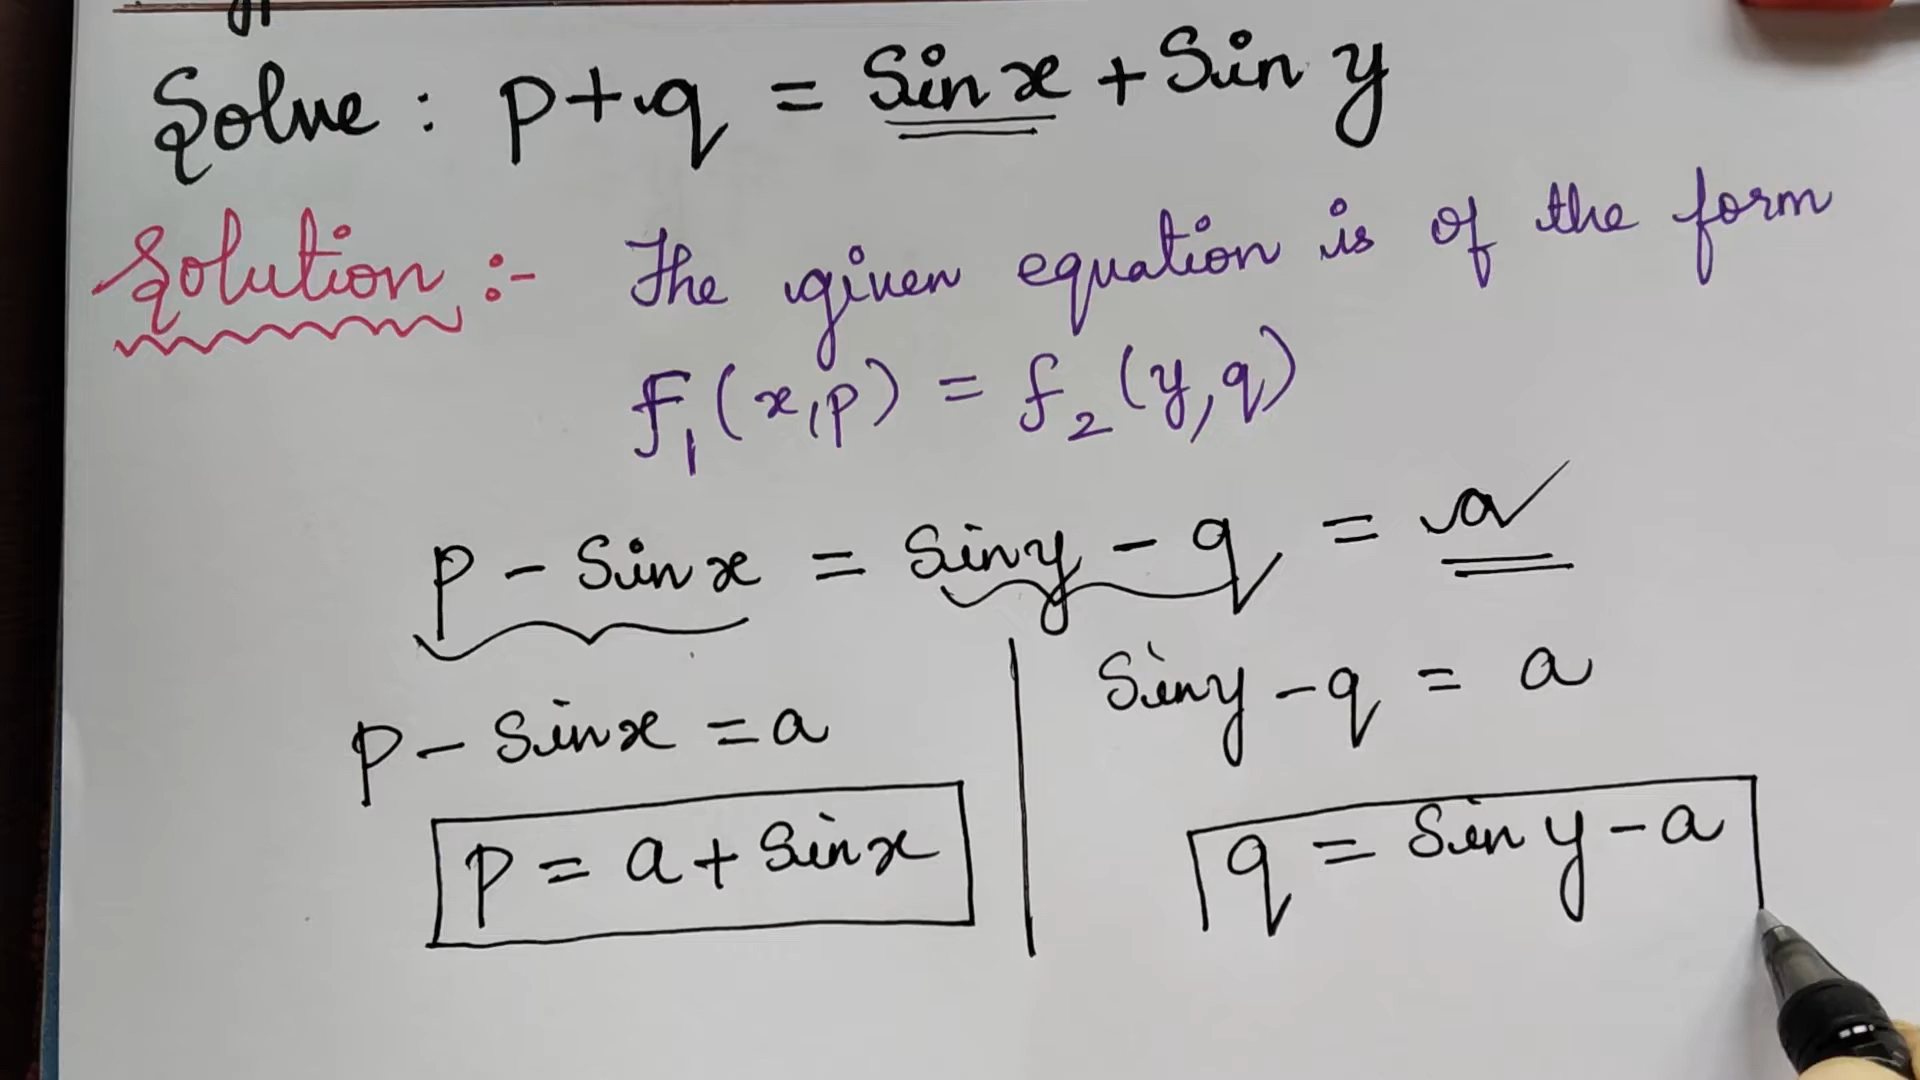 Solve : p+q = Sin x + Sin y
Solution :- The given equation is of the form
f₁(x,p) = f₂(y,q)
p - Sin x = Sin y - q = a
p - Sin x = a
p = a + Sin x
Sin y - q = a
q = Sin y - a